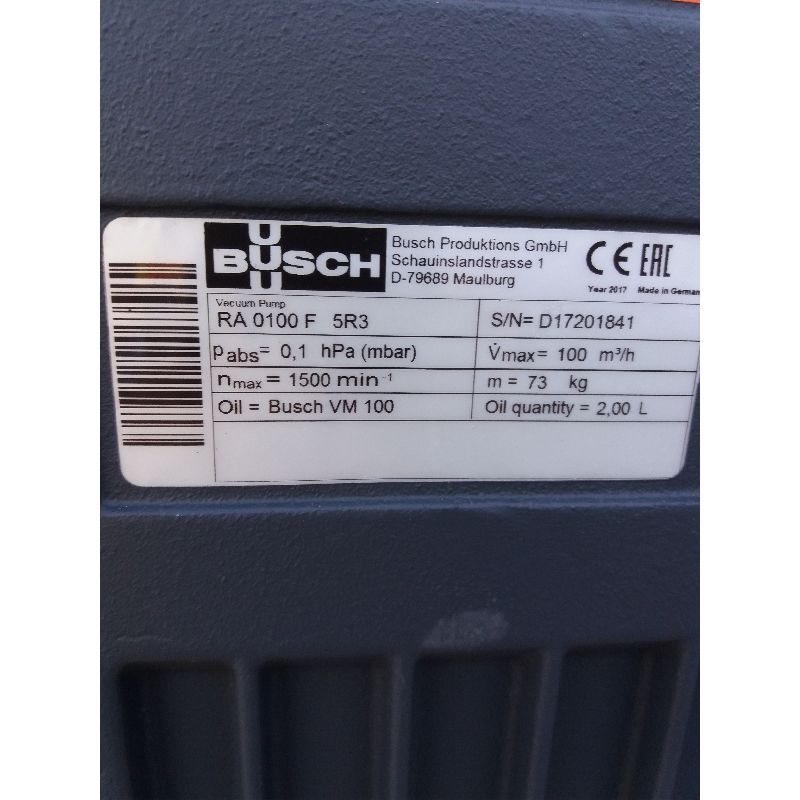 BUSCH
Busch Produktions GmbH
Schauinslandstrasse 1
D-79689 Maulburg
CE EAC
Year 2017 Made in German
Vacuum Pump
RA 0100 F 5R3
S/N= D17201841
pabs= 0,1 hPa (mbar)
V̇max= 100 m³/h
nmax = 1500 min⁻¹
m = 73 kg
Oil = Busch VM 100
Oil quantity = 2,00 L